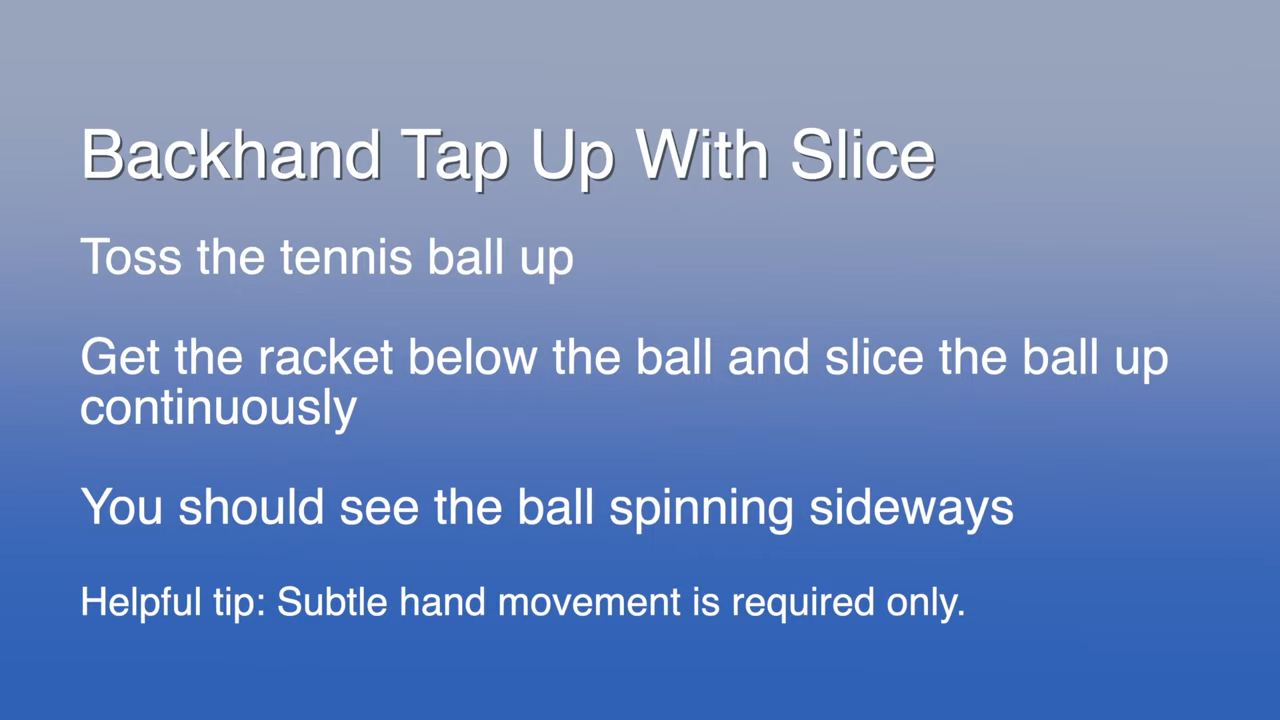 Backhand Tap Up With Slice
Toss the tennis ball up
Get the racket below the ball and slice the ball up
continuously
You should see the ball spinning sideways
Helpful tip: Subtle hand movement is required only.